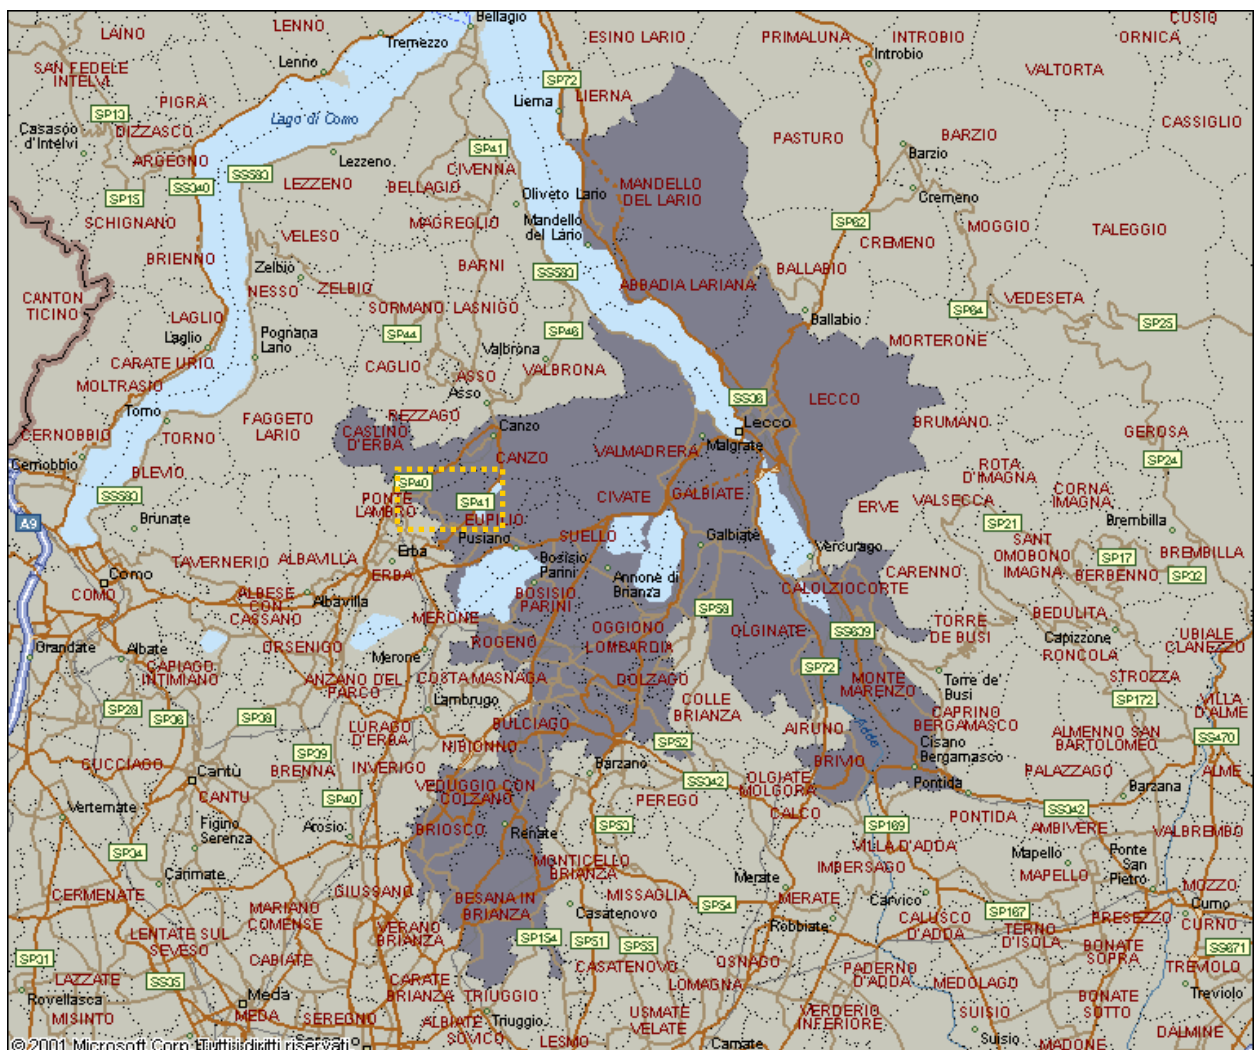 CUSIO
LAINO
LENNO
Bellagio
Tremezzo
ESINO LARIO
PRIMALUNA
INTROBIO
ORNICA
Introbio
SAN FEDELE
INTELVI
Lenno
SP72
VALTORTA
PIGRA
Lierna
LIERNA
SP13
Lago di Como
CASSIGLIO
Casasco
d'Intelvi
DIZZASCO
PASTURO
BARZIO
ARGEGNO
Lezzeno
SP41
CIVENNA
Barzio
SS583
SS340
LEZZENO
BELLAGIO
MANDELLO
DEL LARIO
SP15
Oliveto Lario
Cremeno
SCHIGNANO
MAGREGLIO
Mandello
del Lario
SP62
MOGGIO
TALEGGIO
VELESO
CREMENO
BRIENNO
Zelbio
BARNI
SS583
BALLABIO
NESSO
ZELBIO
ABBADIA LARIANA
CANTON
TICINO
VEDESETA
SORMANO
LASNIGO
SP64
LAGLIO
Ballabio
SP25
Laglio
Pognana
Lario
SP44
SP46
MORTERONE
CARATE URIO
Valbrona
CAGLIO
VALBRONA
MOLTRASIO
ASSO
Asso
SS36
LECCO
Torno
FAGGETO
LARIO
REZZAGO
BRUMANO
CERNOBBIO
TORNO
CASLINO
D'ERBA
Canzo
Lecco
GEROSA
Cernobbio
BLEVIO
CANZO
VALMADRERA
Malgrate
SP24
ROTA
D'IMAGNA
SP40
CORNA
IMAGNA
SS583
PONTE
LAMBRO
SP41
CIVATE
GALBIATE
ERVE
VALSECCA
A9
Brunate
EUPILIO
SP21
Brembilla
Pusiano
SUELLO
Galbiate
SANT
OMOBONO
IMAGNA
TAVERNERIO
ALBAVILLA
Erba
Bosisio
Parini
Vercurago
SP17
BREMBILLA
Como
ERBA
Annone di
Brianza
CARENNO
BERBENNO
SP32
COMO
ALBESE
CON
CASSANO
Albavilla
BOSISIO
PARINI
CALOLZIOCORTE
MERONE
SP58
BEDULITA
OGGIONO
OLGINATE
SS639
TORRE
DE BUSI
Capizzone
UBIALE
CLANEZZO
Grandate
ORSENIGO
ROGENO
LOMBARDIA
RONCOLA
Albate
Merone
SP72
CAPIAGO
INTIMIANO
ANZANO DEL
PARCO
COSTA MASNAGA
DOLZAGO
MONTE
MARENZO
Torre de'
Busi
STROZZA
Lambrugo
COLLE
BRIANZA
SP172
VILLA
D'ALME
SP28
SP36
SP38
CAPRINO
BERGAMASCO
LURAGO
D'ERBA
BULCIAGO
AIRUNO
Adda
ALMENNO SAN
BARTOLOMEO
SS470
SP39
NIBIONNO
SP52
Cisano
Bergamasco
CUCCIAGO
BRENNA
INVERIGO
Barzano
BRIVIO
Cantù
OLGIATE
MOLGORA
PALAZZAGO
ALME
VEDUGGIO CON
COLZANO
SS342
Pontida
Barzana
CANTU
SP40
PEREGO
SS342
Vertemate
CALCO
PONTIDA
Figino
Serenza
Arosio
BRIOSCO
Renate
SP53
SP169
AMBIVERE
VALBREMBO
SP34
VILLA D'ADDA
Mapello
Ponte
San
Pietro
Carimate
MONTICELLO
BRIANZA
IMBERSAGO
MAPELLO
CERMENATE
GIUSSANO
Merate
MOZZO
BESANA IN
BRIANZA
MISSAGLIA
MERATE
Carvico
MARIANO
COMENSE
SP54
SP167
Curno
Casatenovo
CALUSCO
D'ADDA
PRESEZZO
CURNO
LENTATE SUL
SEVESO
VERANO
BRIANZA
Robbiate
TERNO
D'ISOLA
SP154
SP51
SP55
BONATE
SOPRA
SS671
SP31
CABIATE
OSNAGO
CASATENOVO
TREVIOLO
LAZZATE
SS35
CARATE
BRIANZA
PADERNO
D'ADDA
MEDOLAGO
LOMAGNA
Treviolo
Rovellasca
Meda
TRIUGGIO
BONATE
SOTTO
MISINTO
MEDA
SEREGNO
ALBIATE
Triuggio
USMATE
VELATE
VERDERIO
INFERIORE
SUISIO
DALMINE
SOVICO
LESMO
Carnate
Suisio
MADONE
© 2001 Microsoft Corp. Tutti i diritti riservati.